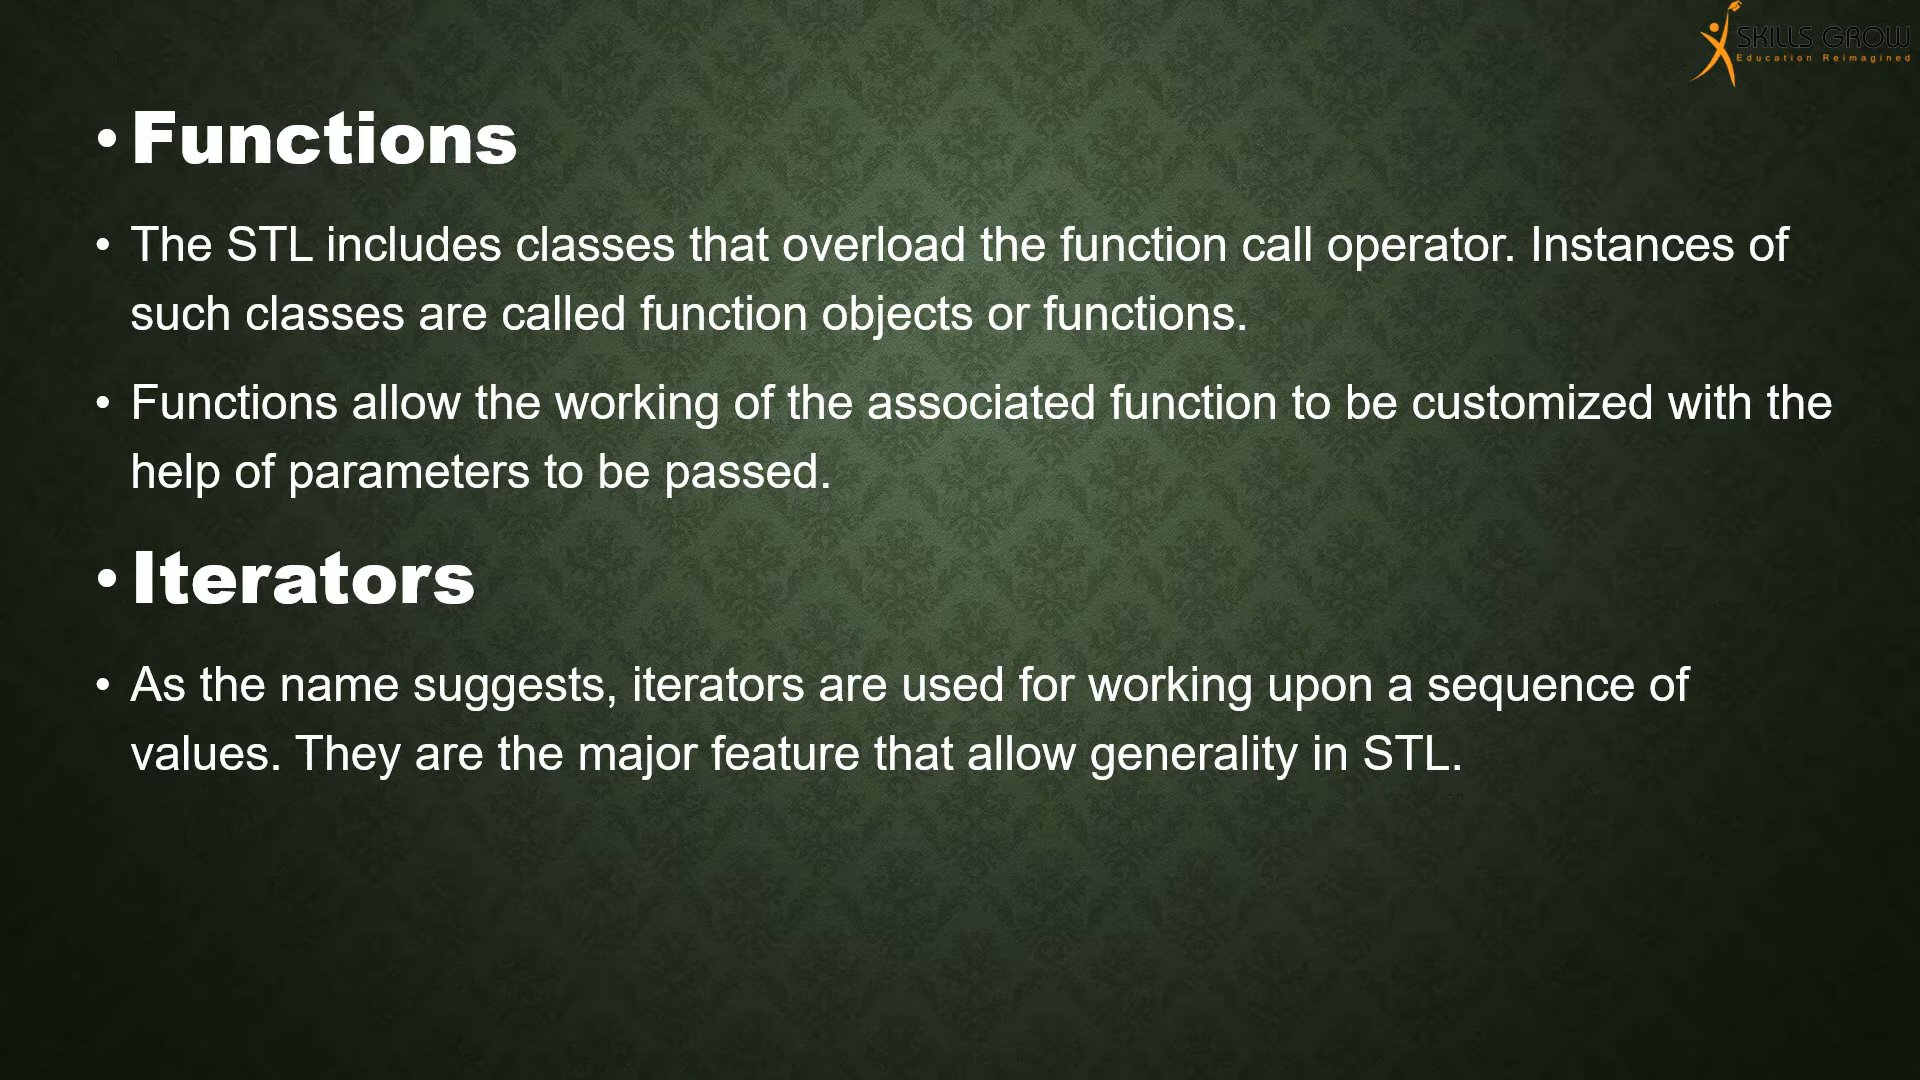 SKILLS GROW
Education Reimagined
• Functions
• The STL includes classes that overload the function call operator. Instances of
such classes are called function objects or functions.
• Functions allow the working of the associated function to be customized with the
help of parameters to be passed.
• Iterators
• As the name suggests, iterators are used for working upon a sequence of
values. They are the major feature that allow generality in STL.